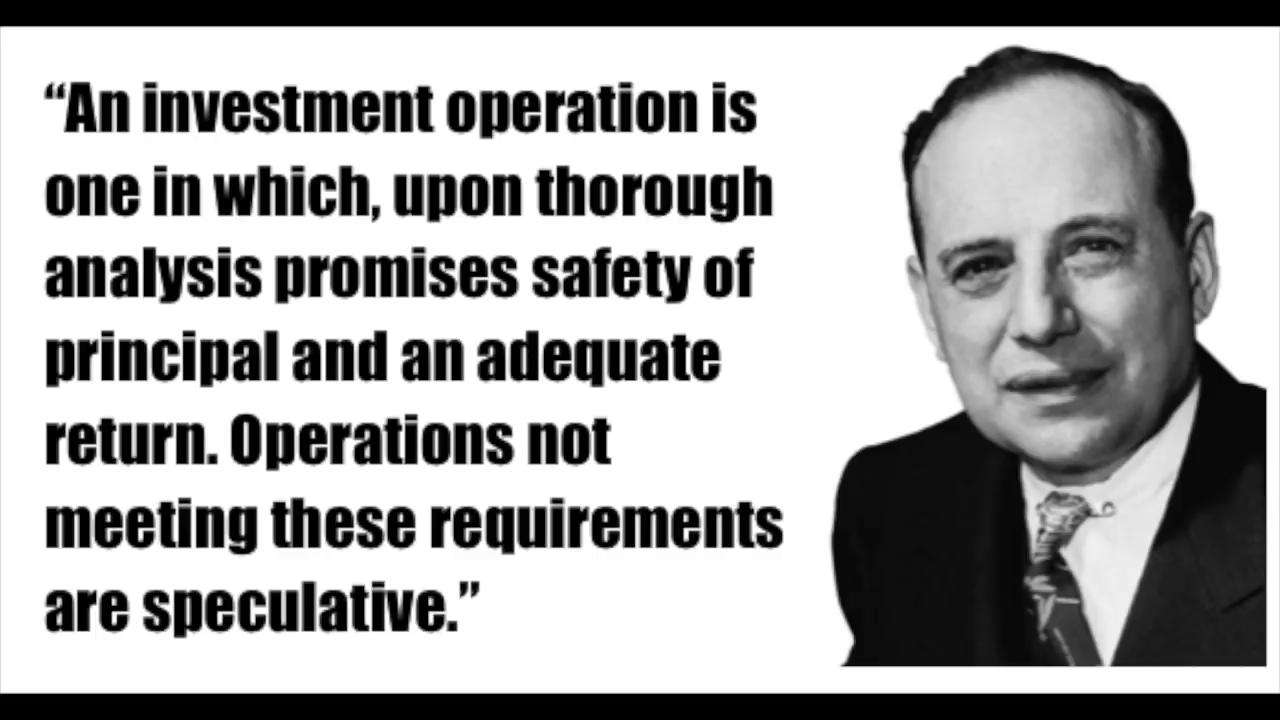 “An investment operation is
one in which, upon thorough
analysis promises safety of
principal and an adequate
return. Operations not
meeting these requirements
are speculative.”